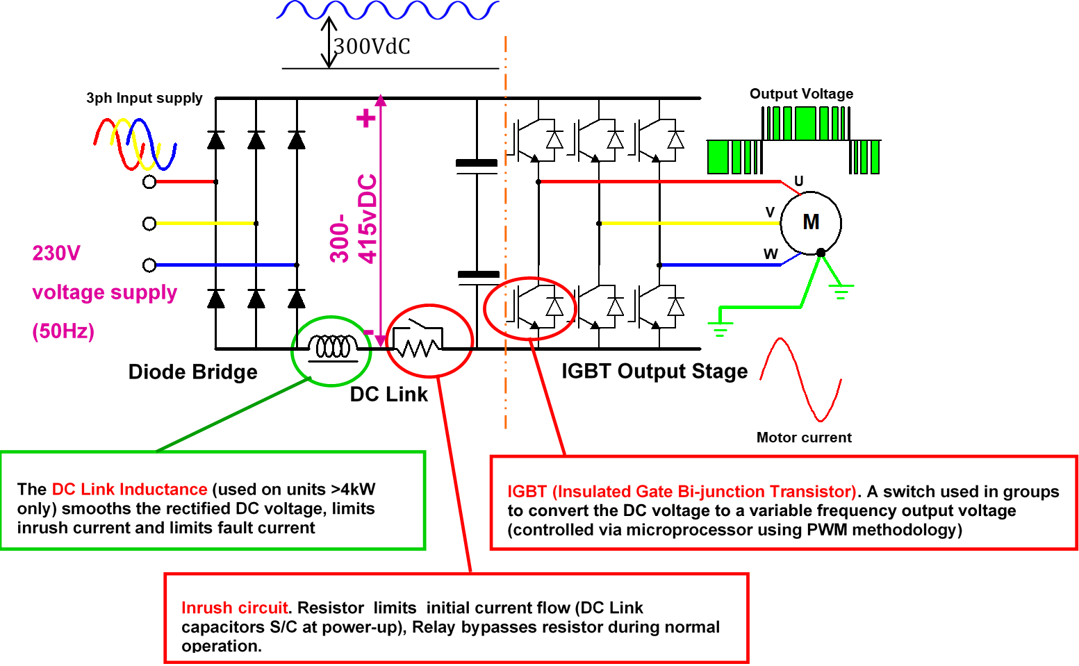 300VdC
3ph Input supply
Output Voltage
+
300-
415vDC
-
U
V
M
W
230V
voltage supply
(50Hz)
Diode Bridge
DC Link
IGBT Output Stage
Motor current
The DC Link Inductance (used on units >4kW
only) smooths the rectified DC voltage, limits
inrush current and limits fault current
IGBT (Insulated Gate Bi-junction Transistor). A switch used in groups
to convert the DC voltage to a variable frequency output voltage
(controlled via microprocessor using PWM methodology)
Inrush circuit. Resistor limits initial current flow (DC Link
capacitors S/C at power-up), Relay bypasses resistor during normal
operation.